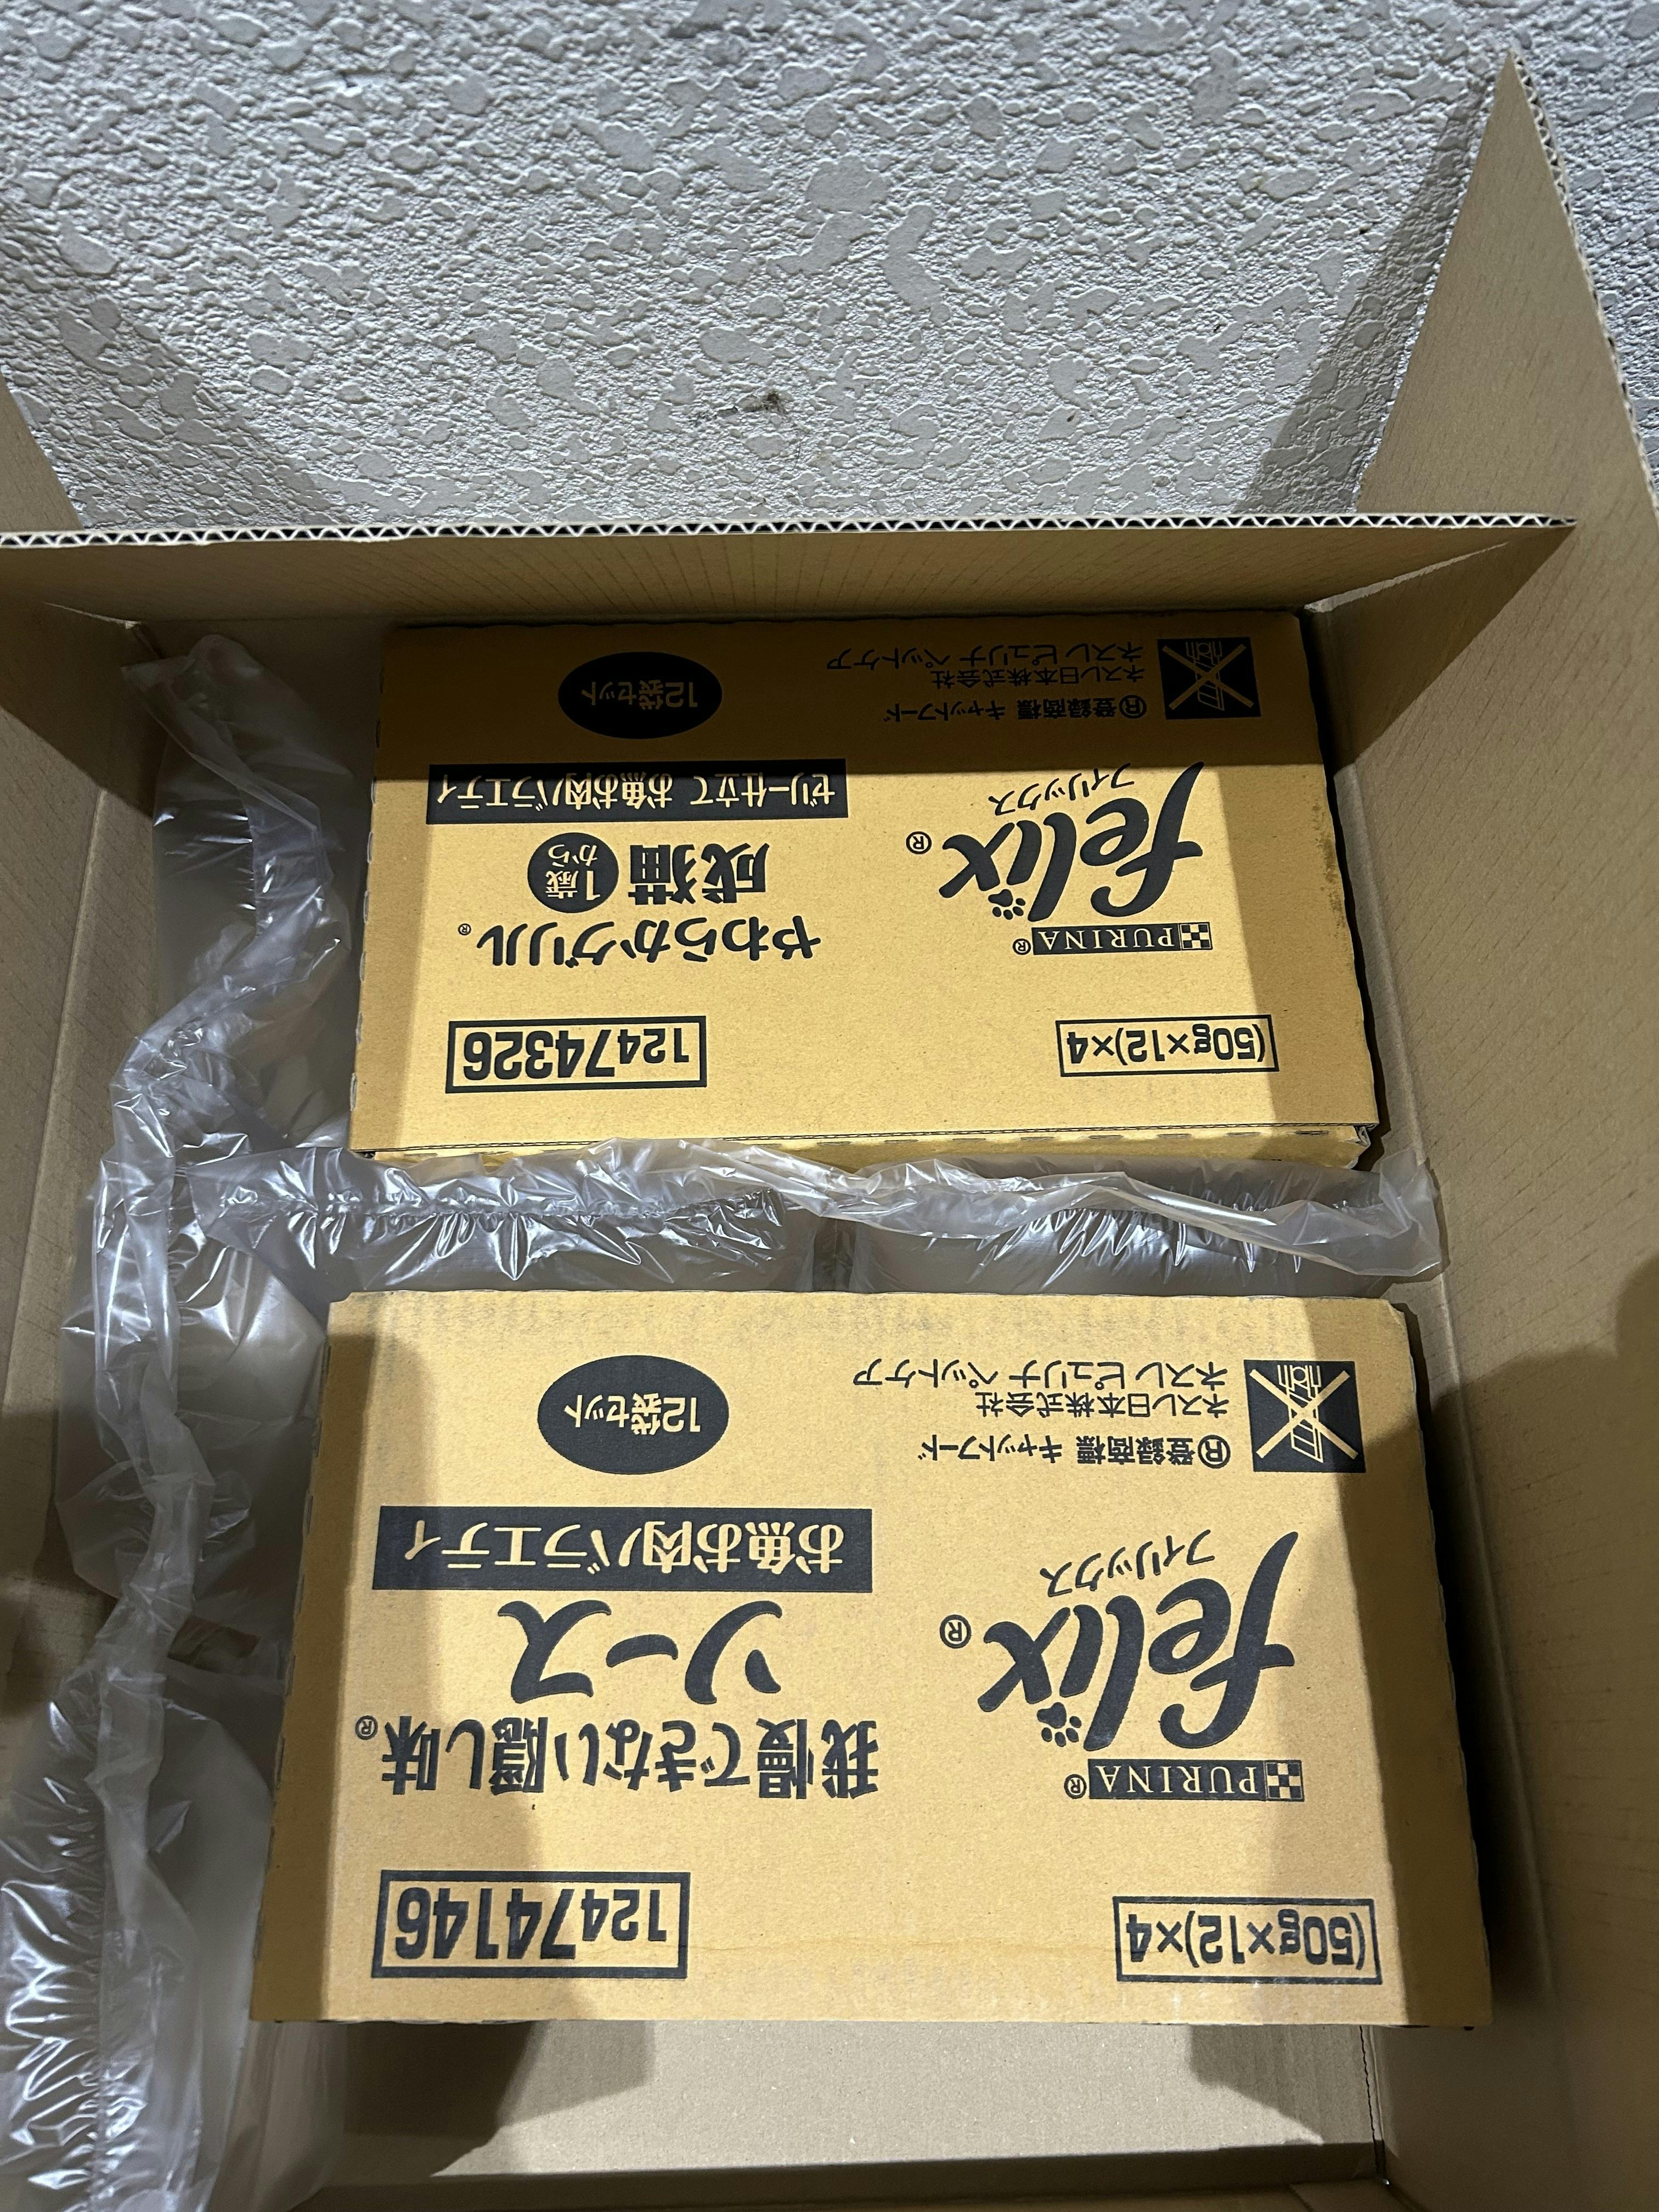 (50g×12)×4
12474146
PURINA®
felix®
フィリックス
我慢できない隠し味®
ソース
お魚お肉バラエティ
®登録商標 キャットフード
ネスレ日本株式会社
ネスレ ピュリナ ペットケア
12袋セット
(50g×12)×4
12474326
PURINA®
felix®
フィリックス
やわらかグリル®
成猫 1歳から
ゼリー仕立て お魚お肉バラエティ
®登録商標 キャットフード
ネスレ日本株式会社
ネスレ ピュリナ ペットケア
12袋セット